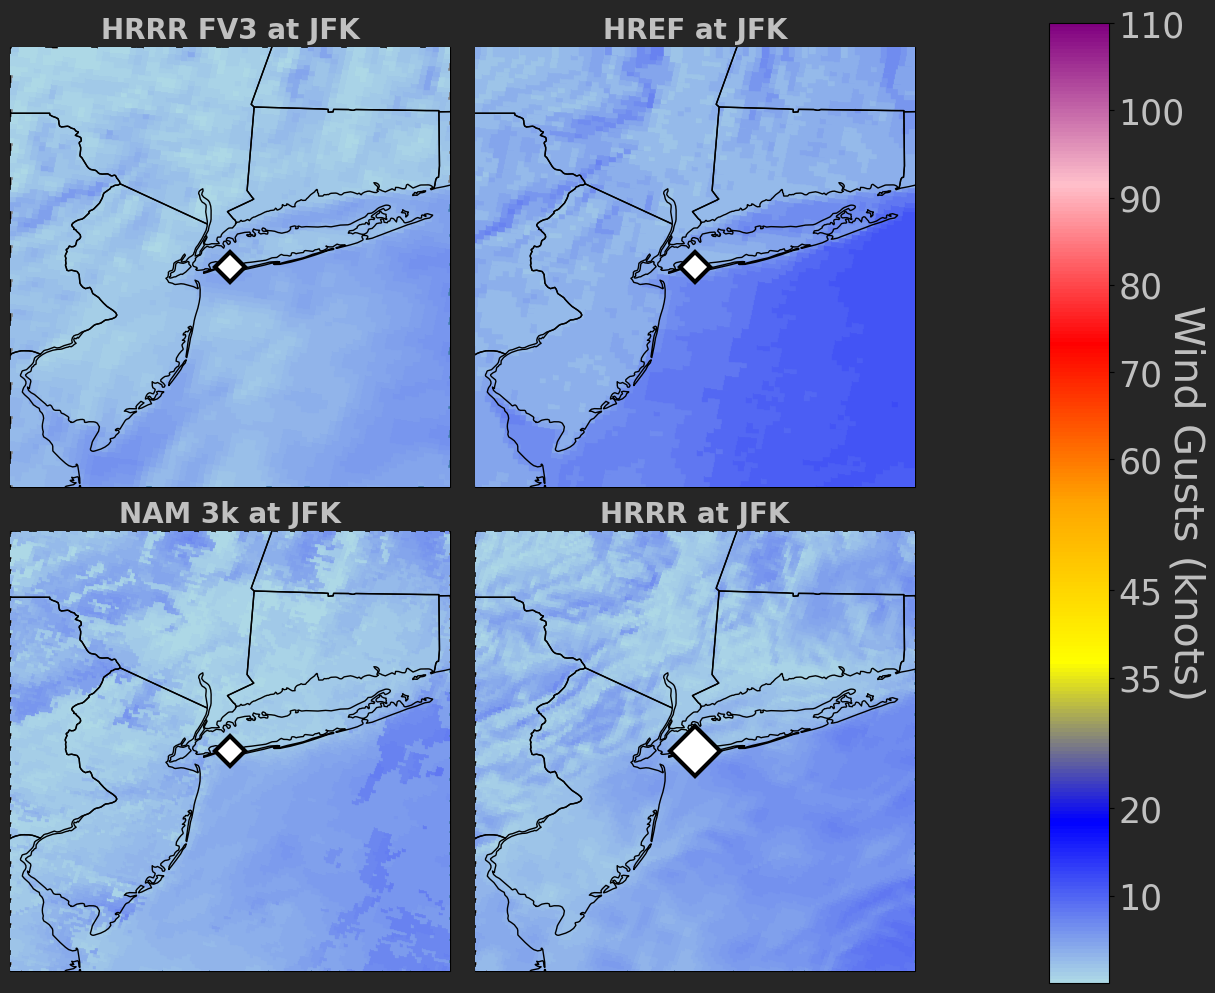 HRRR FV3 at JFK
HREF at JFK
NAM 3k at JFK
HRRR at JFK
110
100
90
80
70
60
45
35
20
10
Wind Gusts (knots)